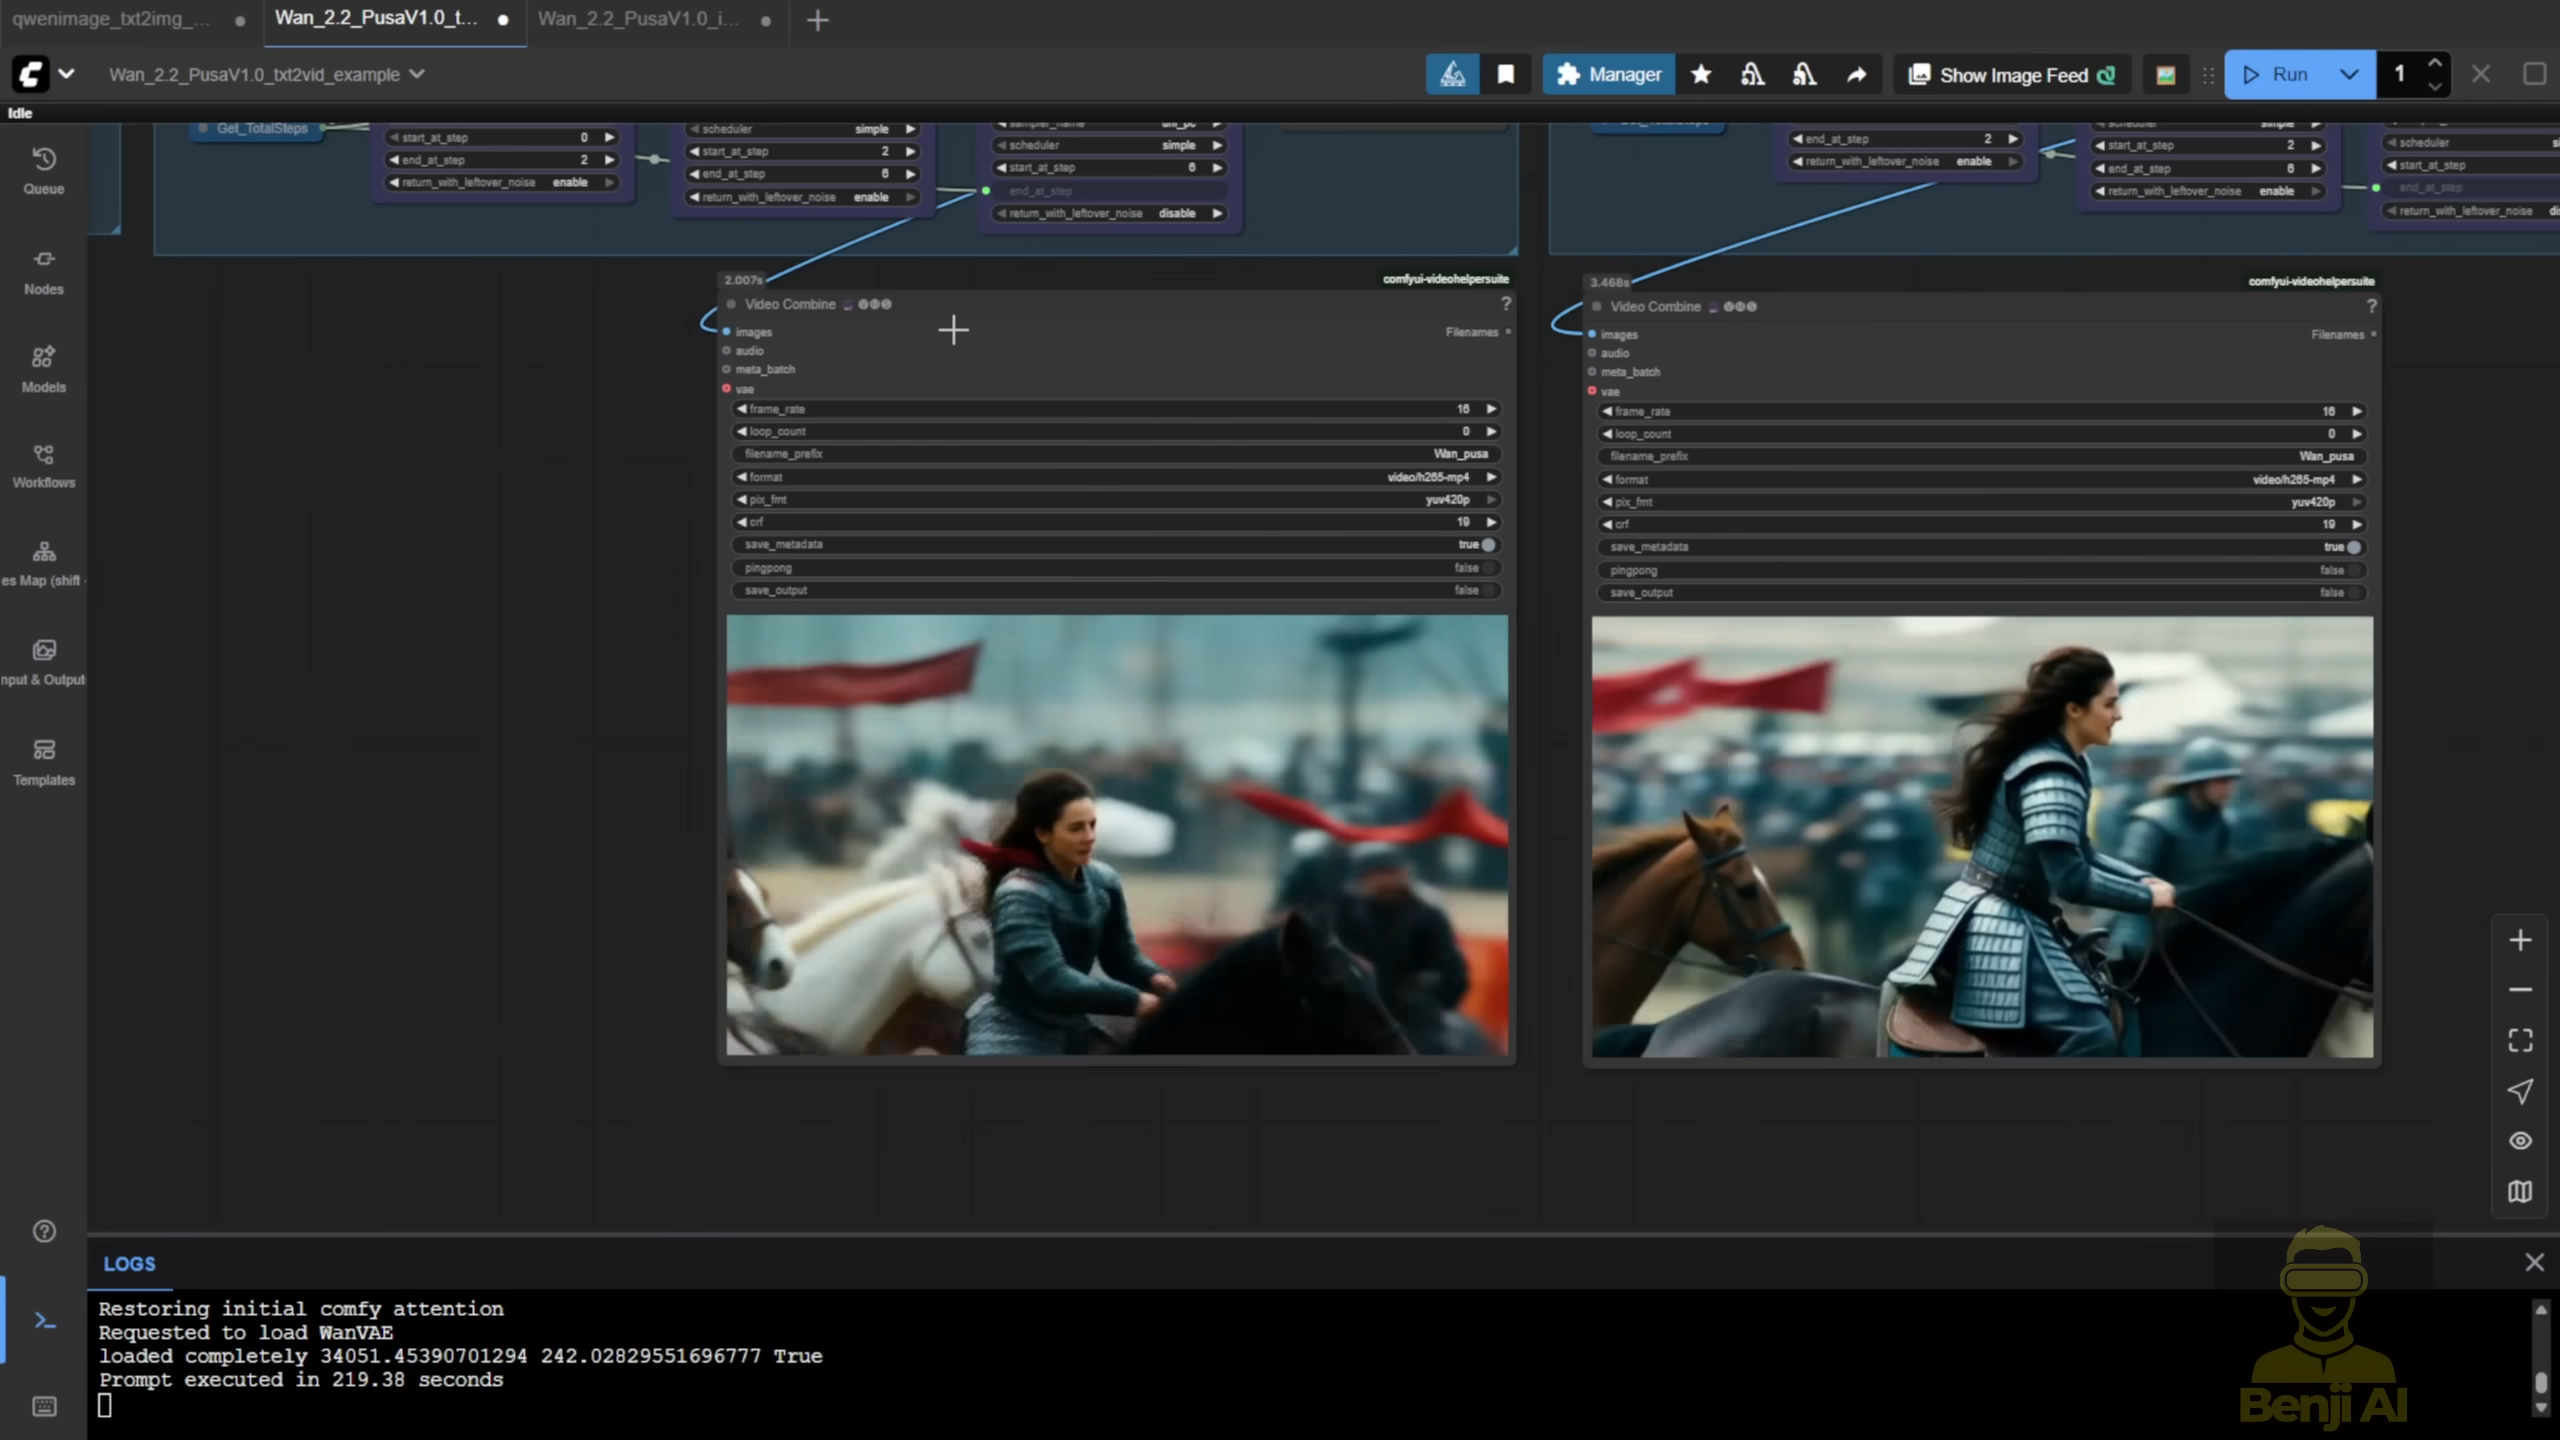 qwenimage_txt2img_...
Wan_2.2_PusaV1.0_t...
Wan_2.2_PusaV1.0_i...
Wan_2.2_PusaV1.0_txt2vid_example
Manager
Show Image Feed
Run
1
Idle
Queue
Nodes
Models
Workflows
es Map (shift -
nput & Output
Templates
Get_TotalSteps
start_at_step 0
end_at_step 2
return_with_leftover_noise enable
scheduler simple
start_at_step 2
end_at_step 6
return_with_leftover_noise enable
scheduler simple
start_at_step 6
end_at_step
return_with_leftover_noise disable
end_at_step 2
return_with_leftover_noise enable
scheduler simple
start_at_step 2
end_at_step 6
return_with_leftover_noise enable
scheduler
start_at_step
end_at_step
return_with_leftover_noise
2.007s
comfyui-videohelpersuite
Video Combine
?
images
Filenames
audio
meta_batch
vae
frame_rate 16
loop_count 0
filename_prefix Wan_pusa
format video/h265-mp4
pix_fmt yuv420p
crf 19
save_metadata true
pingpong false
save_output false
3.468s
comfyui-videohelpersuite
Video Combine
?
images
Filenames
audio
meta_batch
vae
frame_rate 16
loop_count 0
filename_prefix Wan_pusa
format video/h265-mp4
pix_fmt yuv420p
crf 19
save_metadata true
pingpong false
save_output false
LOGS
Restoring initial comfy attention
Requested to load WanVAE
loaded completely 34051.45390701294 242.02829551696777 True
Prompt executed in 219.38 seconds
Benji AI